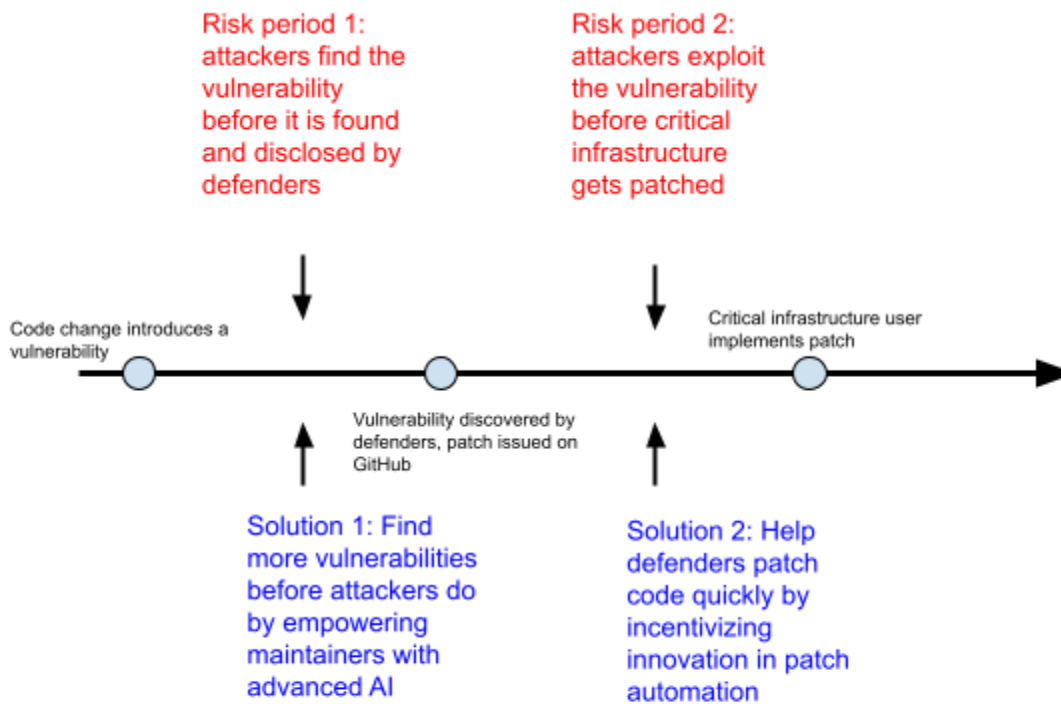 Risk period 1:
attackers find the
vulnerability
before it is found
and disclosed by
defenders
Risk period 2:
attackers exploit
the vulnerability
before critical
infrastructure
gets patched
Code change introduces a
vulnerability
Critical infrastructure user
implements patch
Vulnerability discovered by
defenders, patch issued on
GitHub
Solution 1: Find
more vulnerabilities
before attackers do
by empowering
maintainers with
advanced AI
Solution 2: Help
defenders patch
code quickly by
incentivizing
innovation in patch
automation